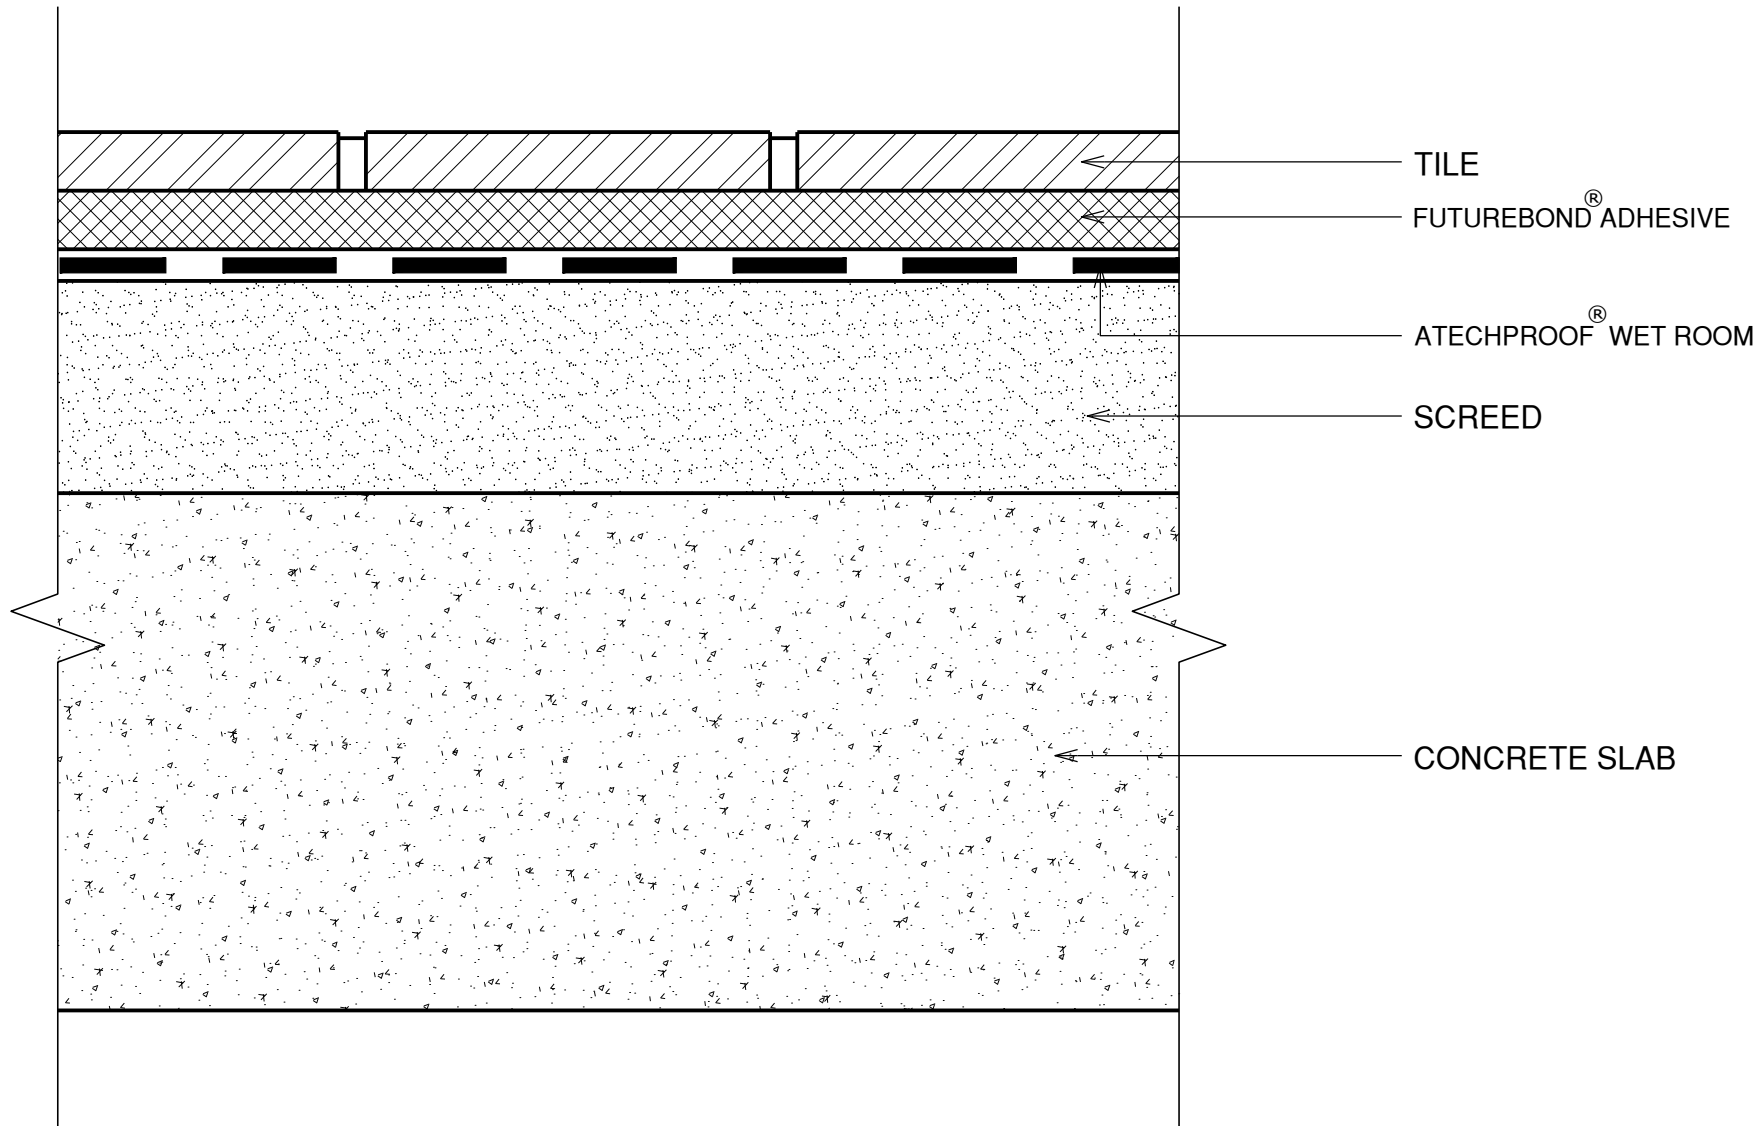 TILE
FUTUREBOND® ADHESIVE
ATECHPROOF® WET ROOM
SCREED
CONCRETE SLAB